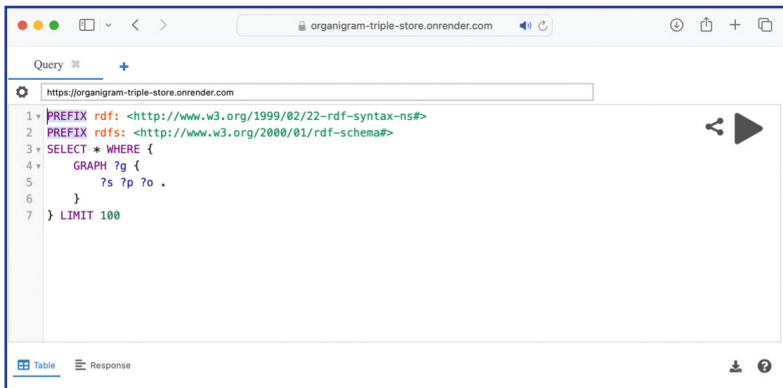 organigram-triple-store.onrender.com
Query
https://organigram-triple-store.onrender.com
1 PREFIX rdf: <http://www.w3.org/1999/02/22-rdf-syntax-ns#>
2 PREFIX rdfs: <http://www.w3.org/2000/01/rdf-schema#>
3 SELECT * WHERE {
4 GRAPH ?g {
5 ?s ?p ?o .
6 }
7 } LIMIT 100
Table Response